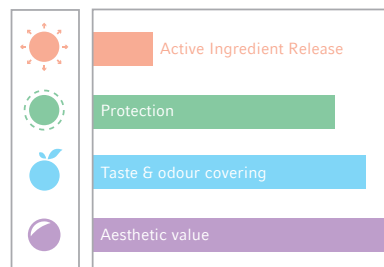 Active Ingredient Release
Protection
Taste & odour covering
Aesthetic value